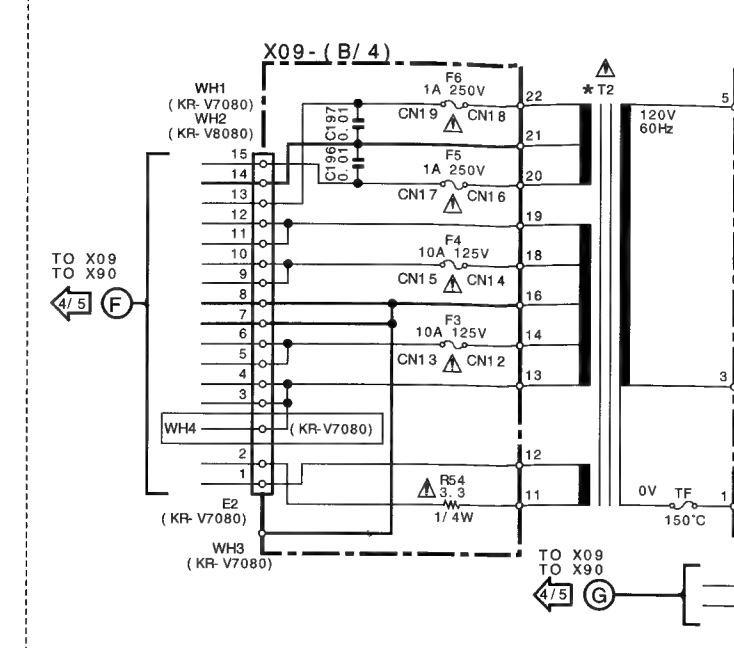 X09-(B/4)
WH1
(KR-V7080)
WH2
(KR-V8080)
F6
1A 250V
CN19 CN18
C197
0.01
C196
0.01
F5
1A 250V
CN17 CN16
22
21
20
19
18
16
14
13
12
11
* T2
120V
60Hz
5
3
1
15
14
13
12
11
10
9
8
7
6
5
4
3
WH4
(KR-V7080)
2
1
F4
10A 125V
CN15 CN14
F3
10A 125V
CN13 CN12
TO X09
TO X90
4/5
F
R54
3.3
1/4W
0V
TF
150°C
E2
(KR-V7080)
WH3
(KR-V7080)
TO X09
TO X90
4/5
G